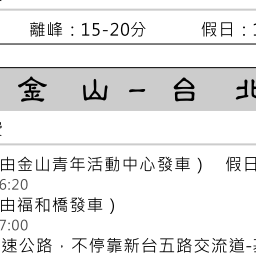 離峰：15-20分 假日：1
金 山 – 台 北
由金山青年活動中心發車） 假日
6:20
由福和橋發車）
7:00
速公路，不停靠新台五路交流道-